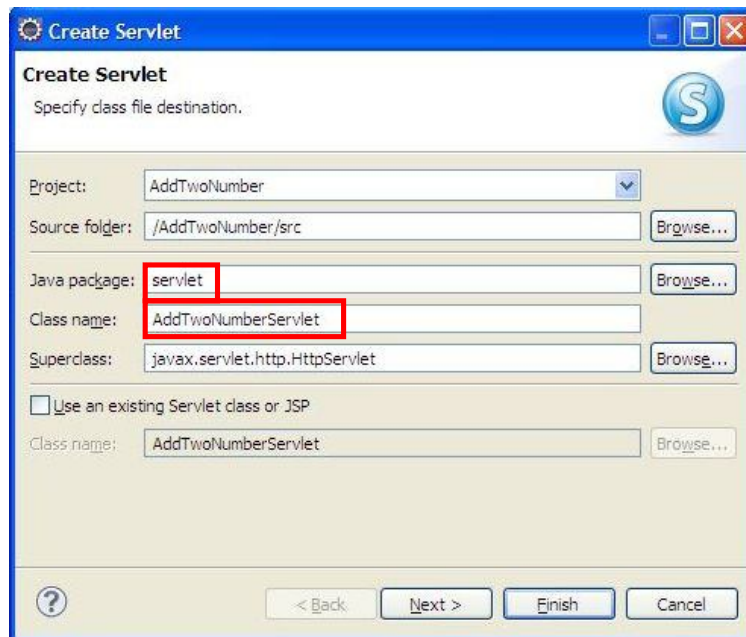 Create Servlet
Create Servlet
Specify class file destination.
S
Project: AddTwoNumber
Source folder: /AddTwoNumber/src Browse...
Java package: servlet Browse...
Class name: AddTwoNumberServlet
Superclass: javax.servlet.http.HttpServlet Browse...
Use an existing Servlet class or JSP
Class name: AddTwoNumberServlet Browse...
? < Back Next > Finish Cancel